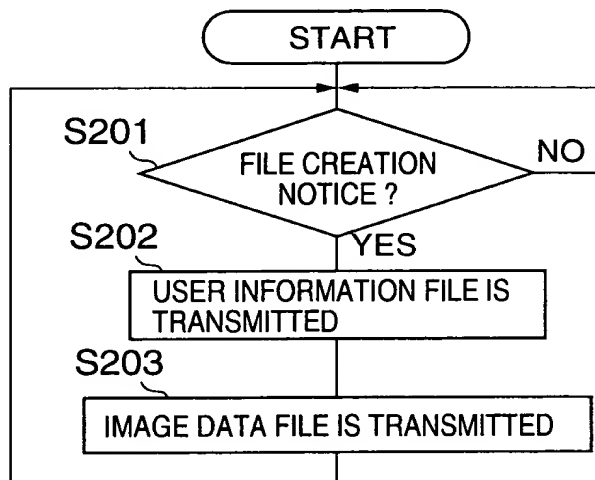 START
S201
FILE CREATION
NOTICE ?
NO
YES
S202
USER INFORMATION FILE IS
TRANSMITTED
S203
IMAGE DATA FILE IS TRANSMITTED